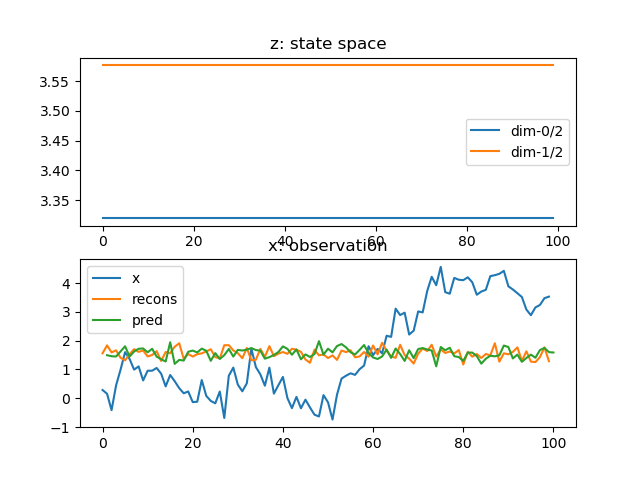 z: state space
3.55
3.50
3.45
3.40
3.35
dim-0/2
dim-1/2
0 20 40 60 80 100
x: observation
4
3
2
1
0
−1
x
recons
pred
0 20 40 60 80 100